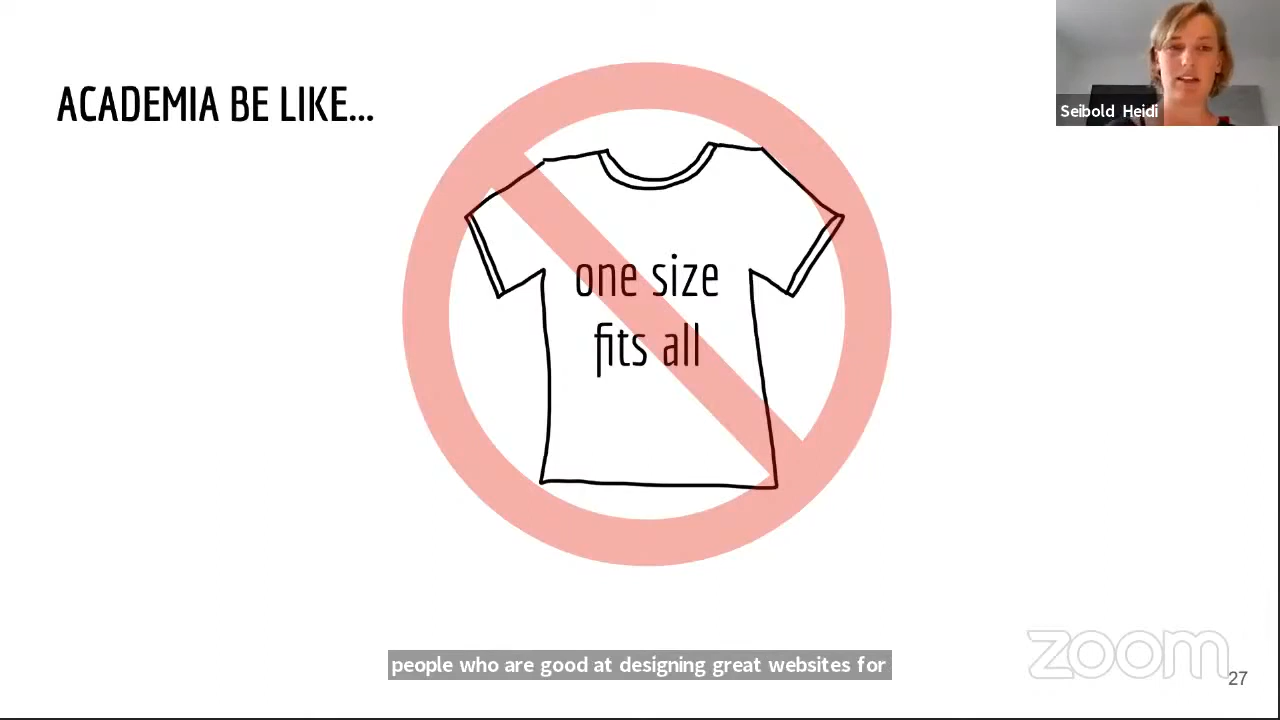 ACADEMIA BE LIKE...
Seibold Heidi
one size
fits all
people who are good at designing great websites for
zoom
27